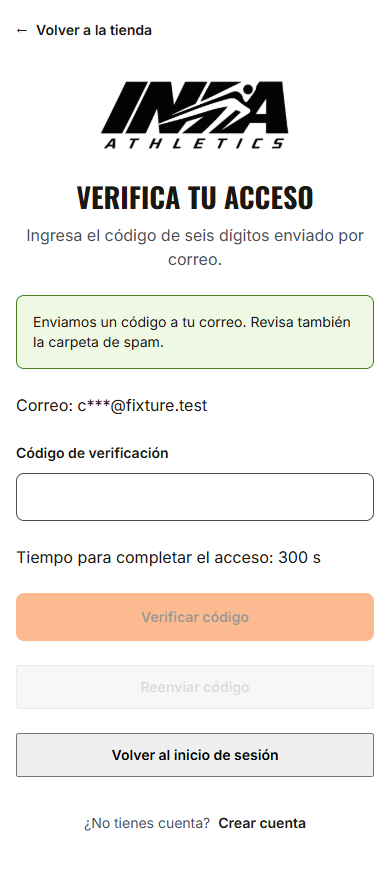 ← Volver a la tienda
INZA
ATHLETICS
VERIFICA TU ACCESO
Ingresa el código de seis dígitos enviado por
correo.
Enviamos un código a tu correo. Revisa también
la carpeta de spam.
Correo: c***@fixture.test
Código de verificación
Tiempo para completar el acceso: 300 s
Verificar código
Reenviar código
Volver al inicio de sesión
¿No tienes cuenta? Crear cuenta